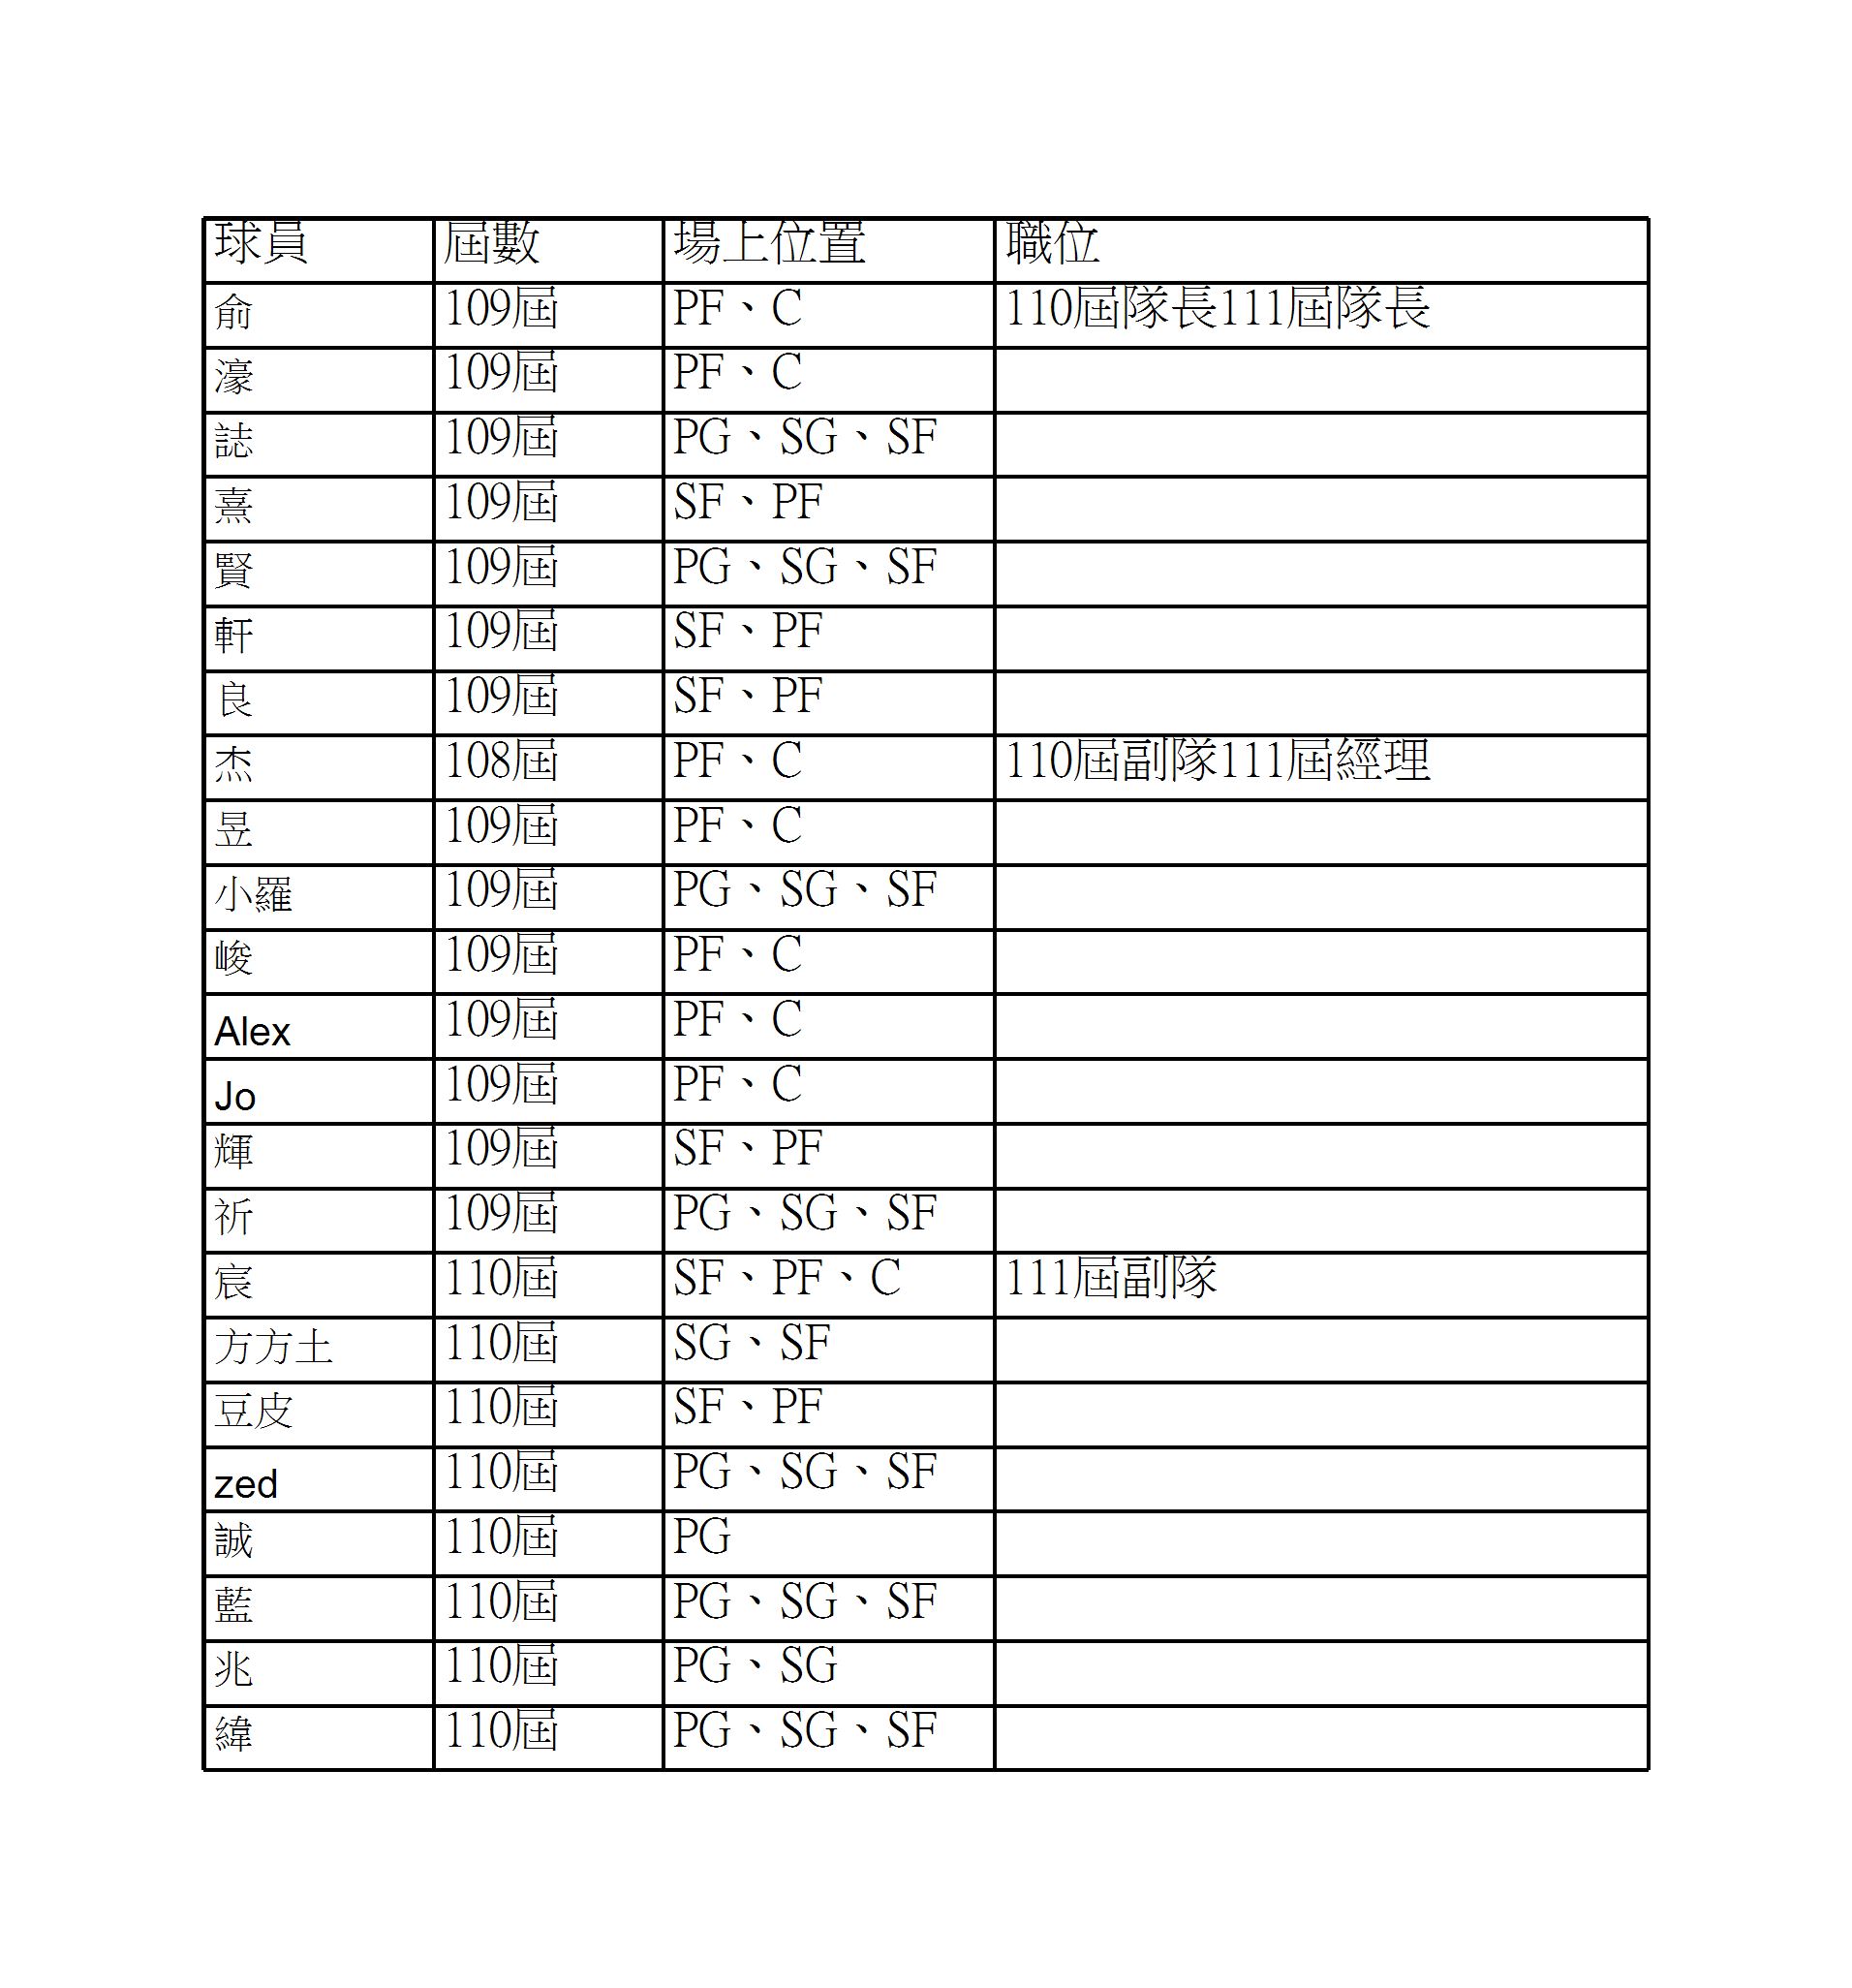 球員 屆數 場上位置 職位
俞 109屆 PF、C 110屆隊長111屆隊長
濠 109屆 PF、C
誌 109屆 PG、SG、SF
熹 109屆 SF、PF
賢 109屆 PG、SG、SF
軒 109屆 SF、PF
良 109屆 SF、PF
杰 108屆 PF、C 110屆副隊111屆經理
昱 109屆 PF、C
小羅 109屆 PG、SG、SF
峻 109屆 PF、C
Alex 109屆 PF、C
Jo 109屆 PF、C
輝 109屆 SF、PF
祈 109屆 PG、SG、SF
宸 110屆 SF、PF、C 111屆副隊
方方土 110屆 SG、SF
豆皮 110屆 SF、PF
zed 110屆 PG、SG、SF
誠 110屆 PG
藍 110屆 PG、SG、SF
兆 110屆 PG、SG
緯 110屆 PG、SG、SF